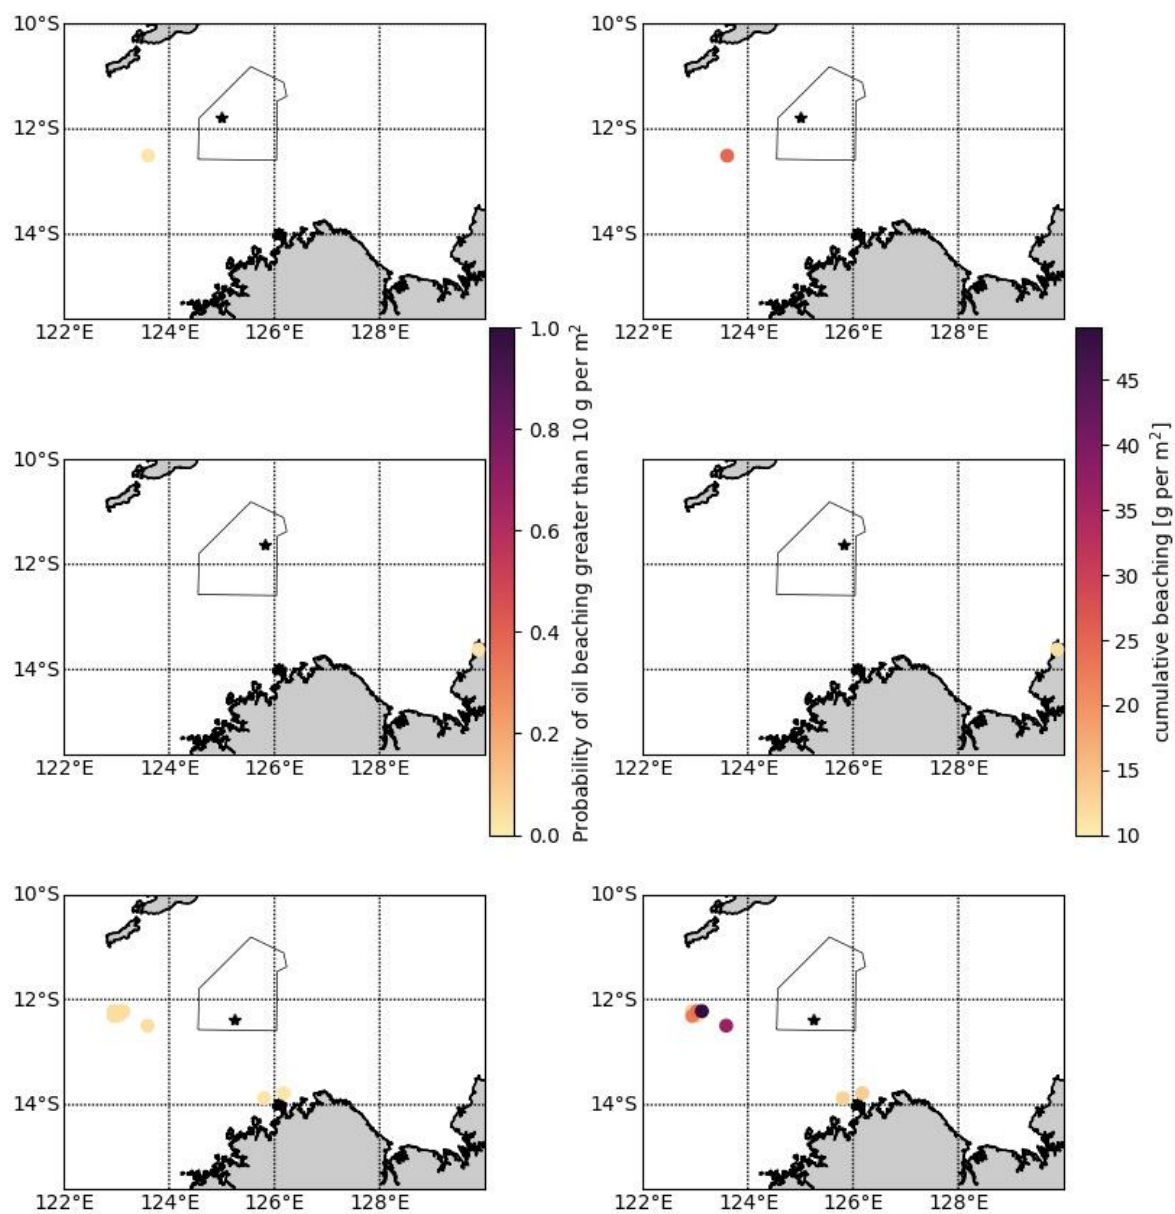 10°S
12°S
14°S
122°E 124°E 126°E 128°E
10°S
12°S
14°S
122°E 124°E 126°E 128°E
1.0
0.8
0.6
0.4
0.2
0.0
Probability of oil beaching greater than 10 g per m²
45
40
35
30
25
20
15
10
cumulative beaching [g per m²]
10°S
12°S
14°S
122°E 124°E 126°E 128°E
10°S
12°S
14°S
122°E 124°E 126°E 128°E
10°S
12°S
14°S
122°E 124°E 126°E 128°E
10°S
12°S
14°S
122°E 124°E 126°E 128°E